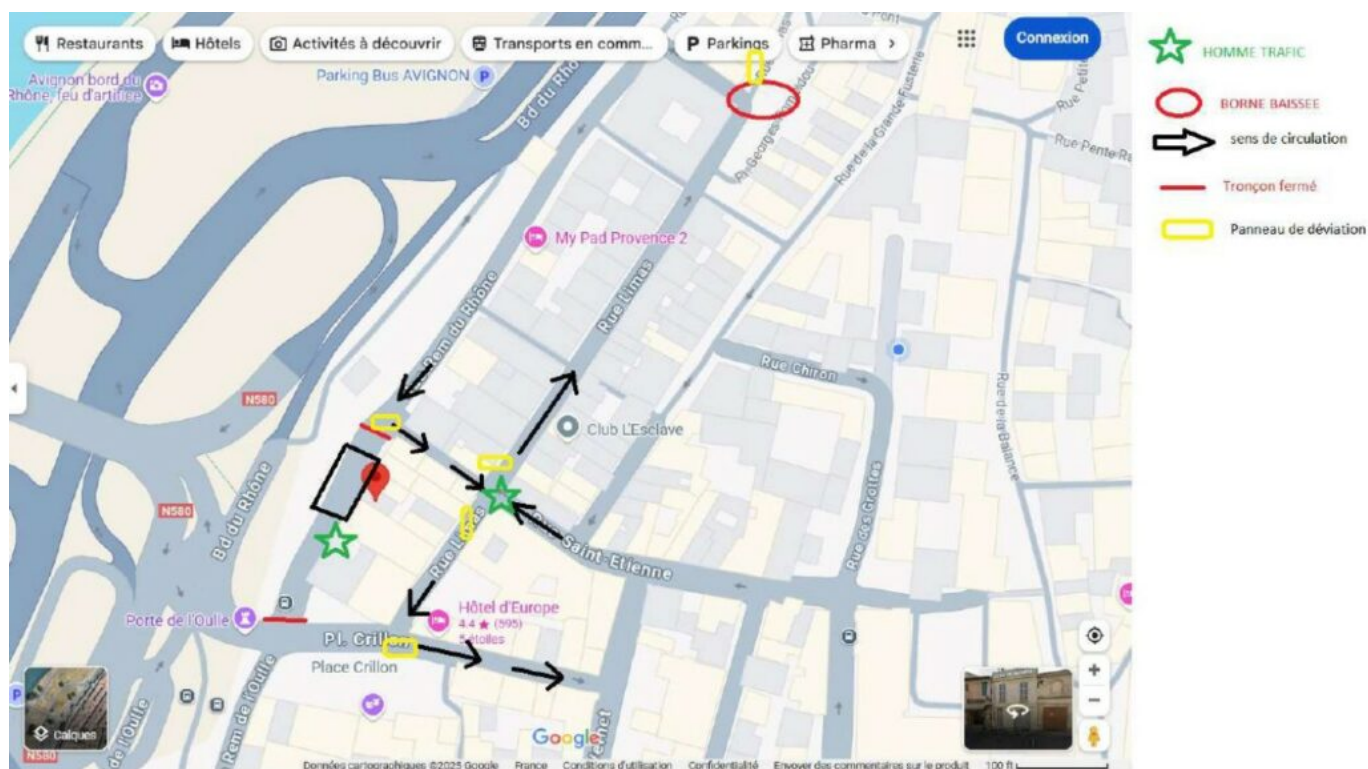 Restaurants
Hôtels
Activités à découvrir
Transports en comm...
P Parkings
Pharma
Connexion
HOMME TRAFIC
BORNE BAISSEE
sens de circulation
Tronçon fermé
Panneau de déviation
Avignon bord du
Rhône, feu d'artifice
Parking Bus AVIGNON P
Bd du Rhône
Rue de la Grande Fusterie
My Pad Provence 2
Rem du Rhône
Rue Limas
Rue Chiron
Club L'Esclave
Rue de la Balance
Rue des Grottes
N580
N580
Bd du Rhône
Rue Limas
Rue Saint-Etienne
Porte de l'Oulle
Hôtel d'Europe
4.4 ★ (595)
5 étoiles
Pl. Crillon
Place Crillon
Rem de l'Oulle
de l'Oulle
P
Calques
N580
Google
Données cartographiques ©2025 Google France Conditions d'utilisation Confidentialité Envoyer des commentaires sur le produit 100 ft